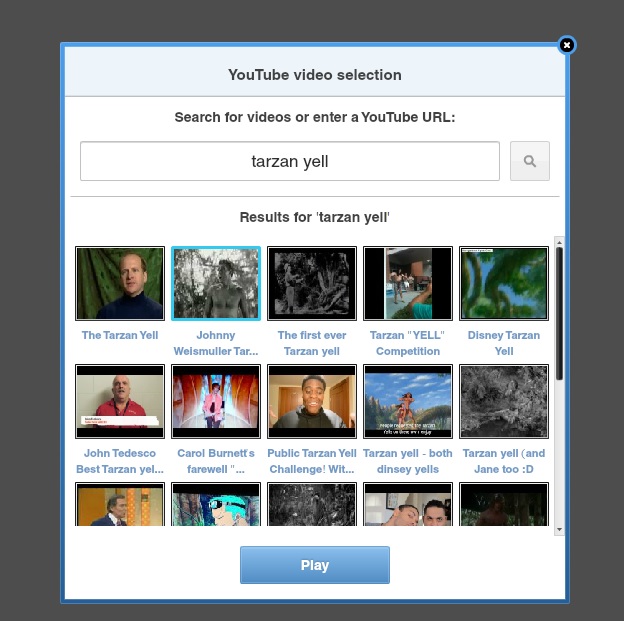 YouTube video selection
Search for videos or enter a YouTube URL:
tarzan yell
Results for 'tarzan yell'
The Tarzan Yell
Johnny
Weismulier Tar...
The first ever
Tarzan yell
Tarzan "YELL"
Competition
Disney Tarzan
Yell
John Tedesco
Best Tarzan yel...
Carol Burnett's
farewell "...
Public Tarzan Yell
Challenge! Wit...
Tarzan yell - both
dinsey yells
Tarzan yell (and
Jane too :D
Play